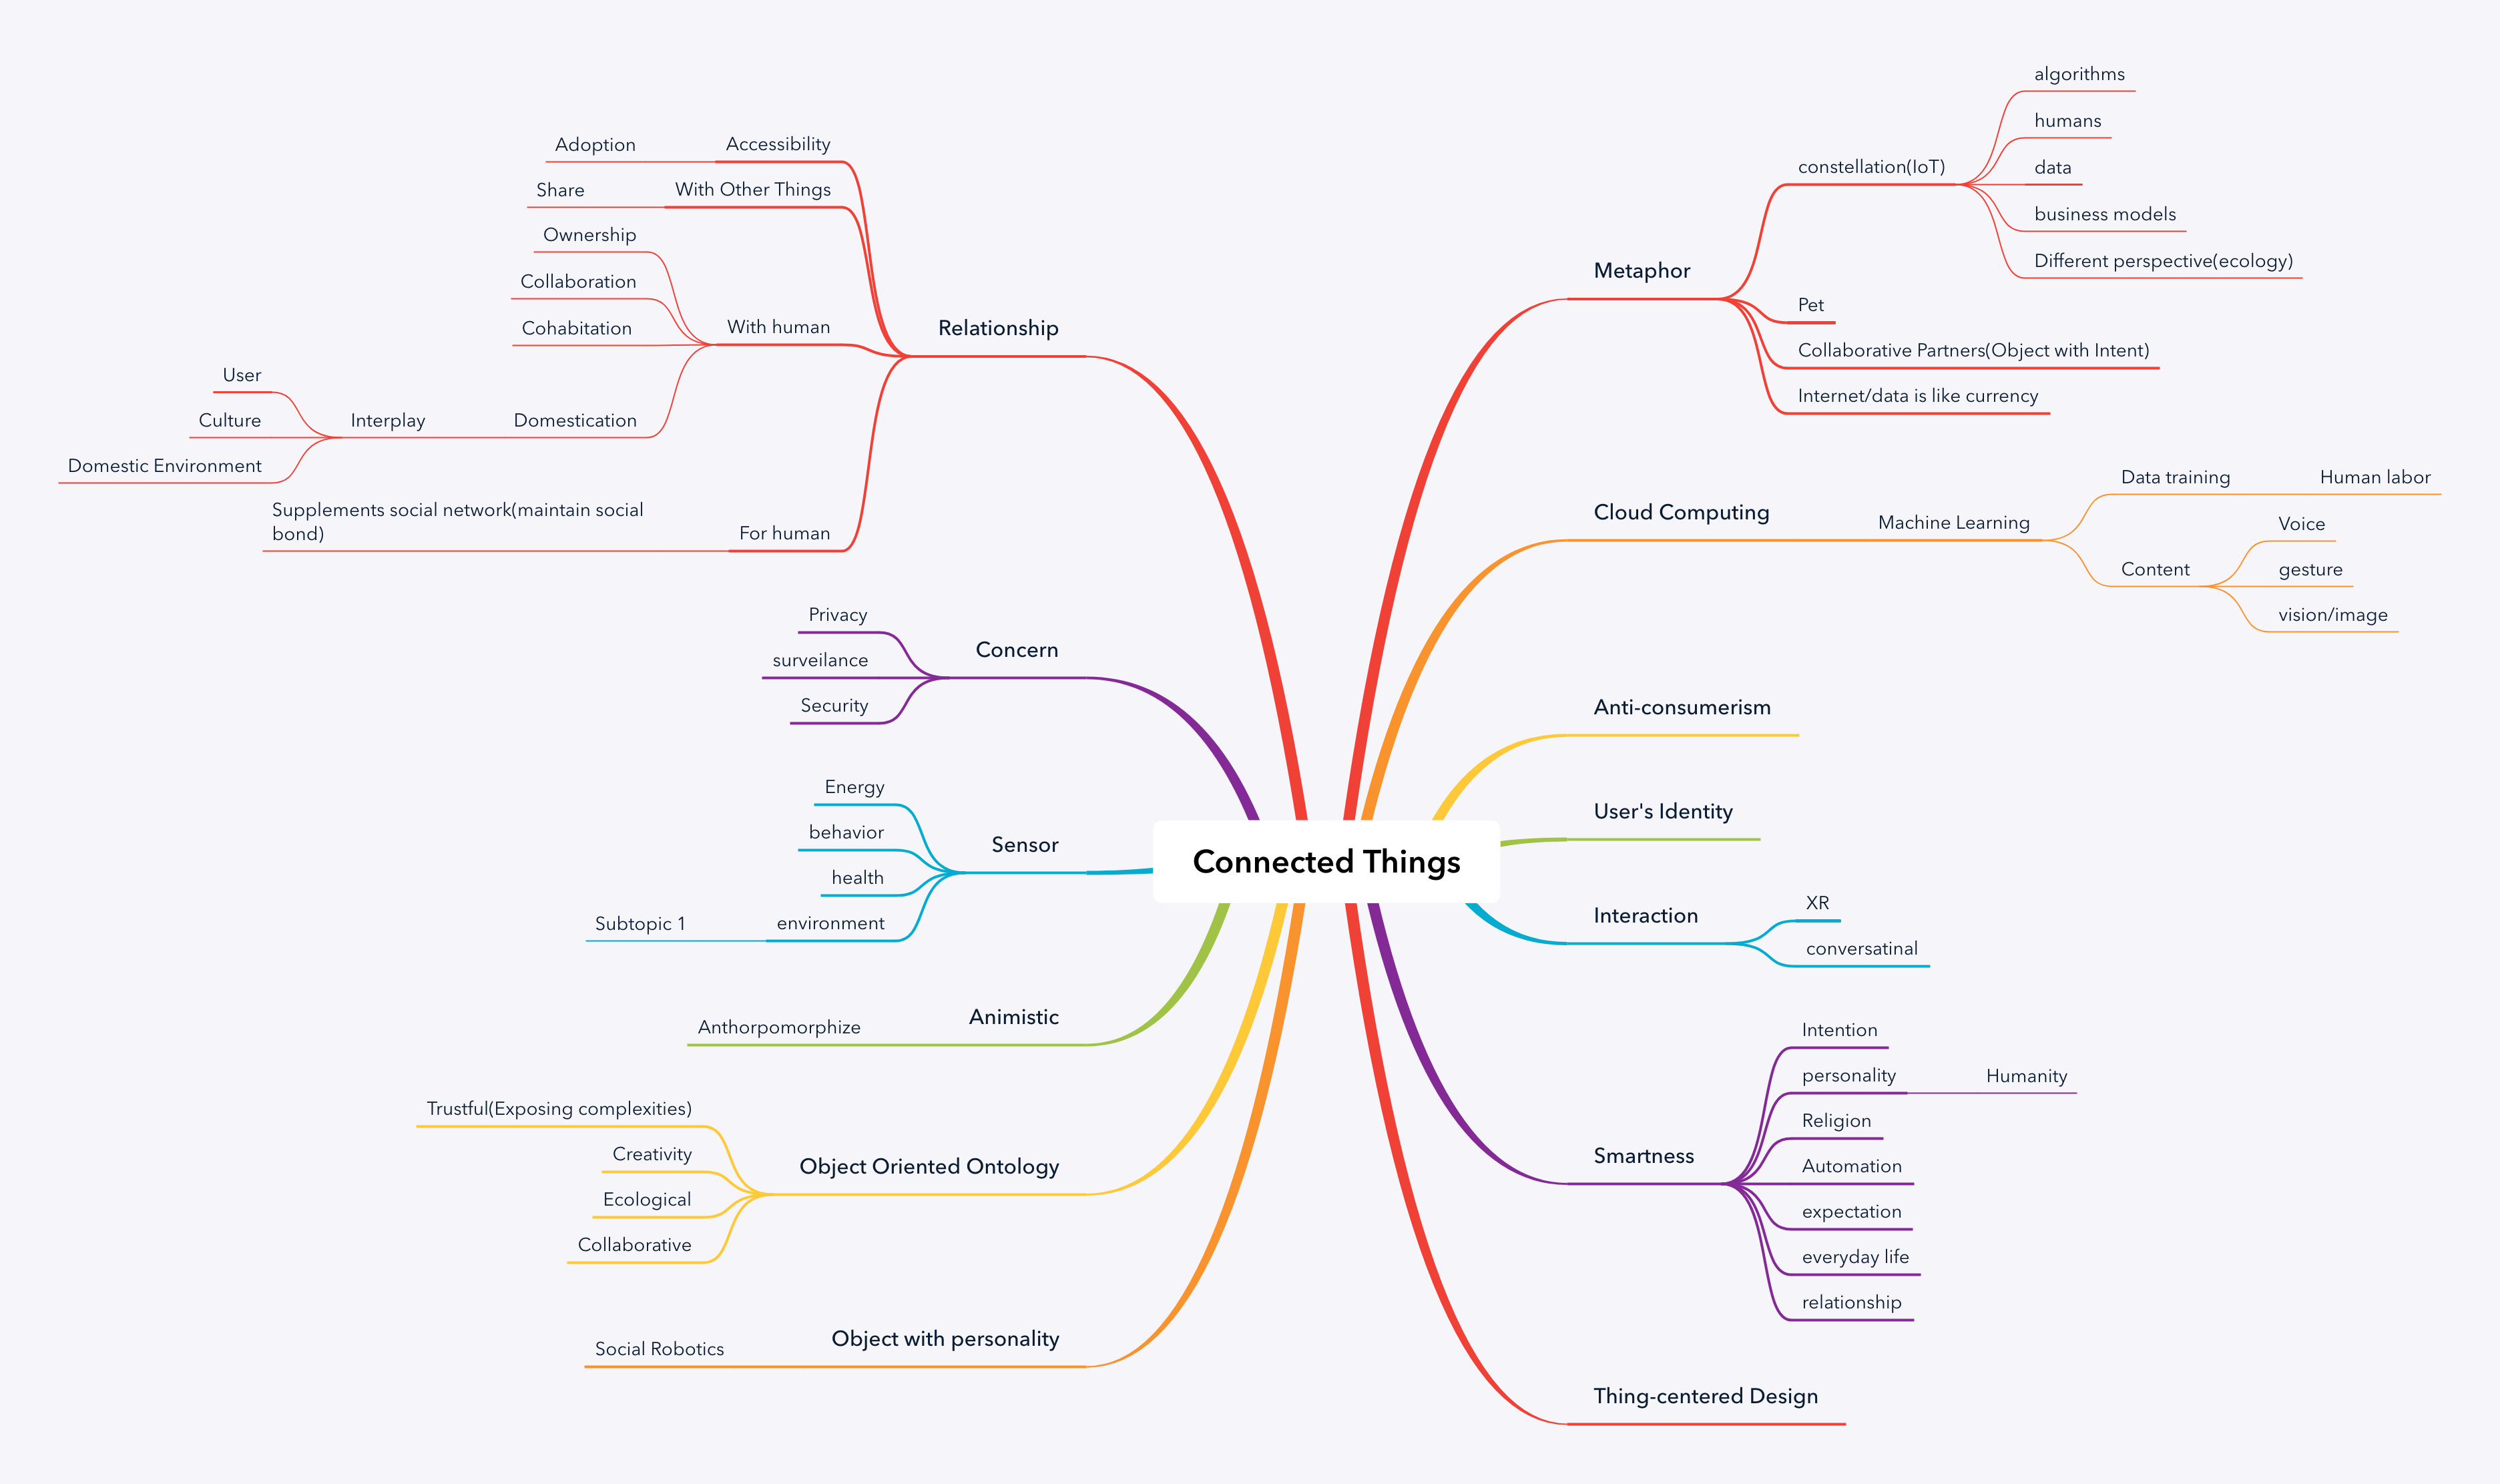 Connected Things
Relationship
Accessibility
Adoption
With Other Things
Share
With human
Ownership
Collaboration
Cohabitation
Domestication
Interplay
User
Culture
Domestic Environment
For human
Supplements social network(maintain social
bond)
Concern
Privacy
surveilance
Security
Sensor
Energy
behavior
health
environment
Subtopic 1
Animistic
Anthorpomorphize
Object Oriented Ontology
Trustful(Exposing complexities)
Creativity
Ecological
Collaborative
Object with personality
Social Robotics
Metaphor
constellation(IoT)
algorithms
humans
data
business models
Different perspective(ecology)
Pet
Collaborative Partners(Object with Intent)
Internet/data is like currency
Cloud Computing
Machine Learning
Data training
Human labor
Content
Voice
gesture
vision/image
Anti-consumerism
User's Identity
Interaction
XR
conversatinal
Smartness
Intention
personality
Humanity
Religion
Automation
expectation
everyday life
relationship
Thing-centered Design